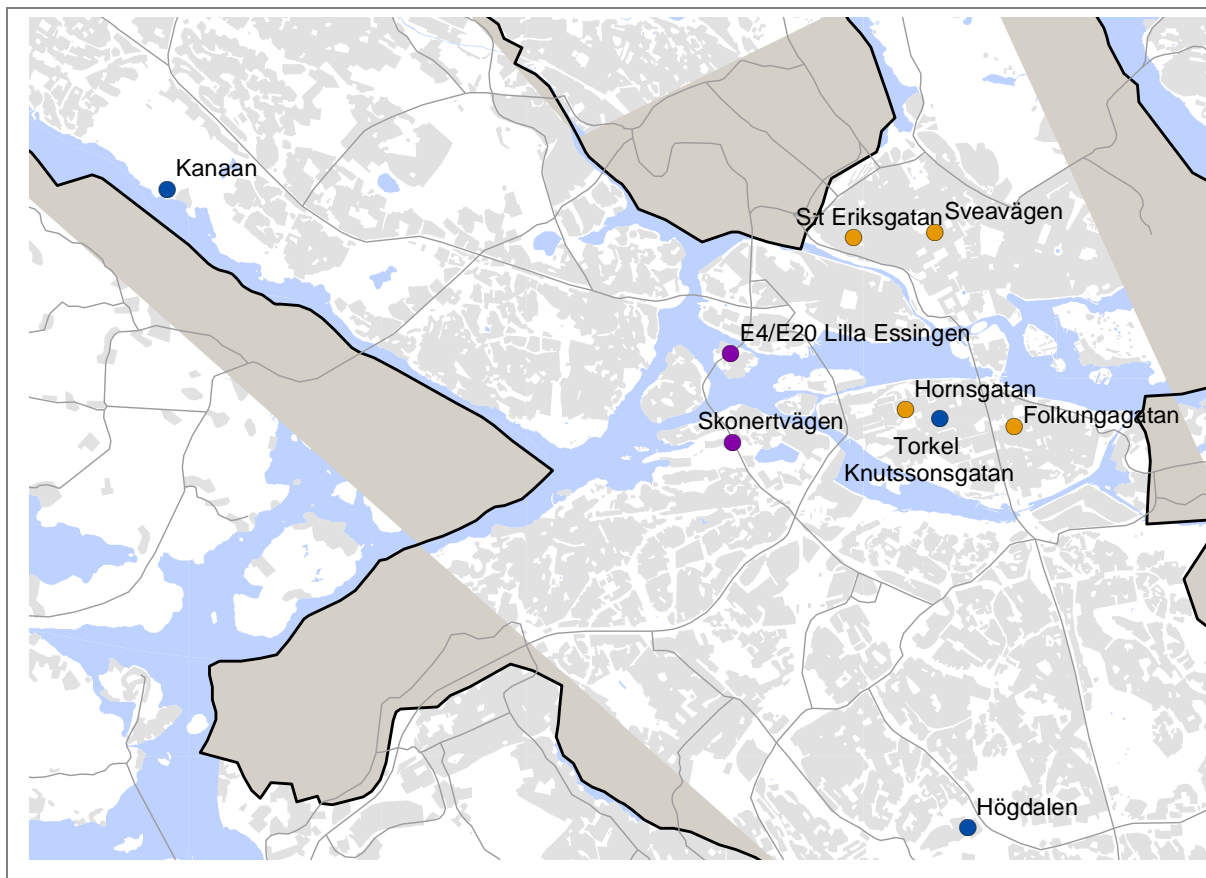 Kanaan
S:t Eriksgatan
Sveavägen
E4/E20 Lilla Essingen
Hornsgatan
Skonertvägen
Folkungagatan
Torkel
Knutssonsgatan
Högdalen